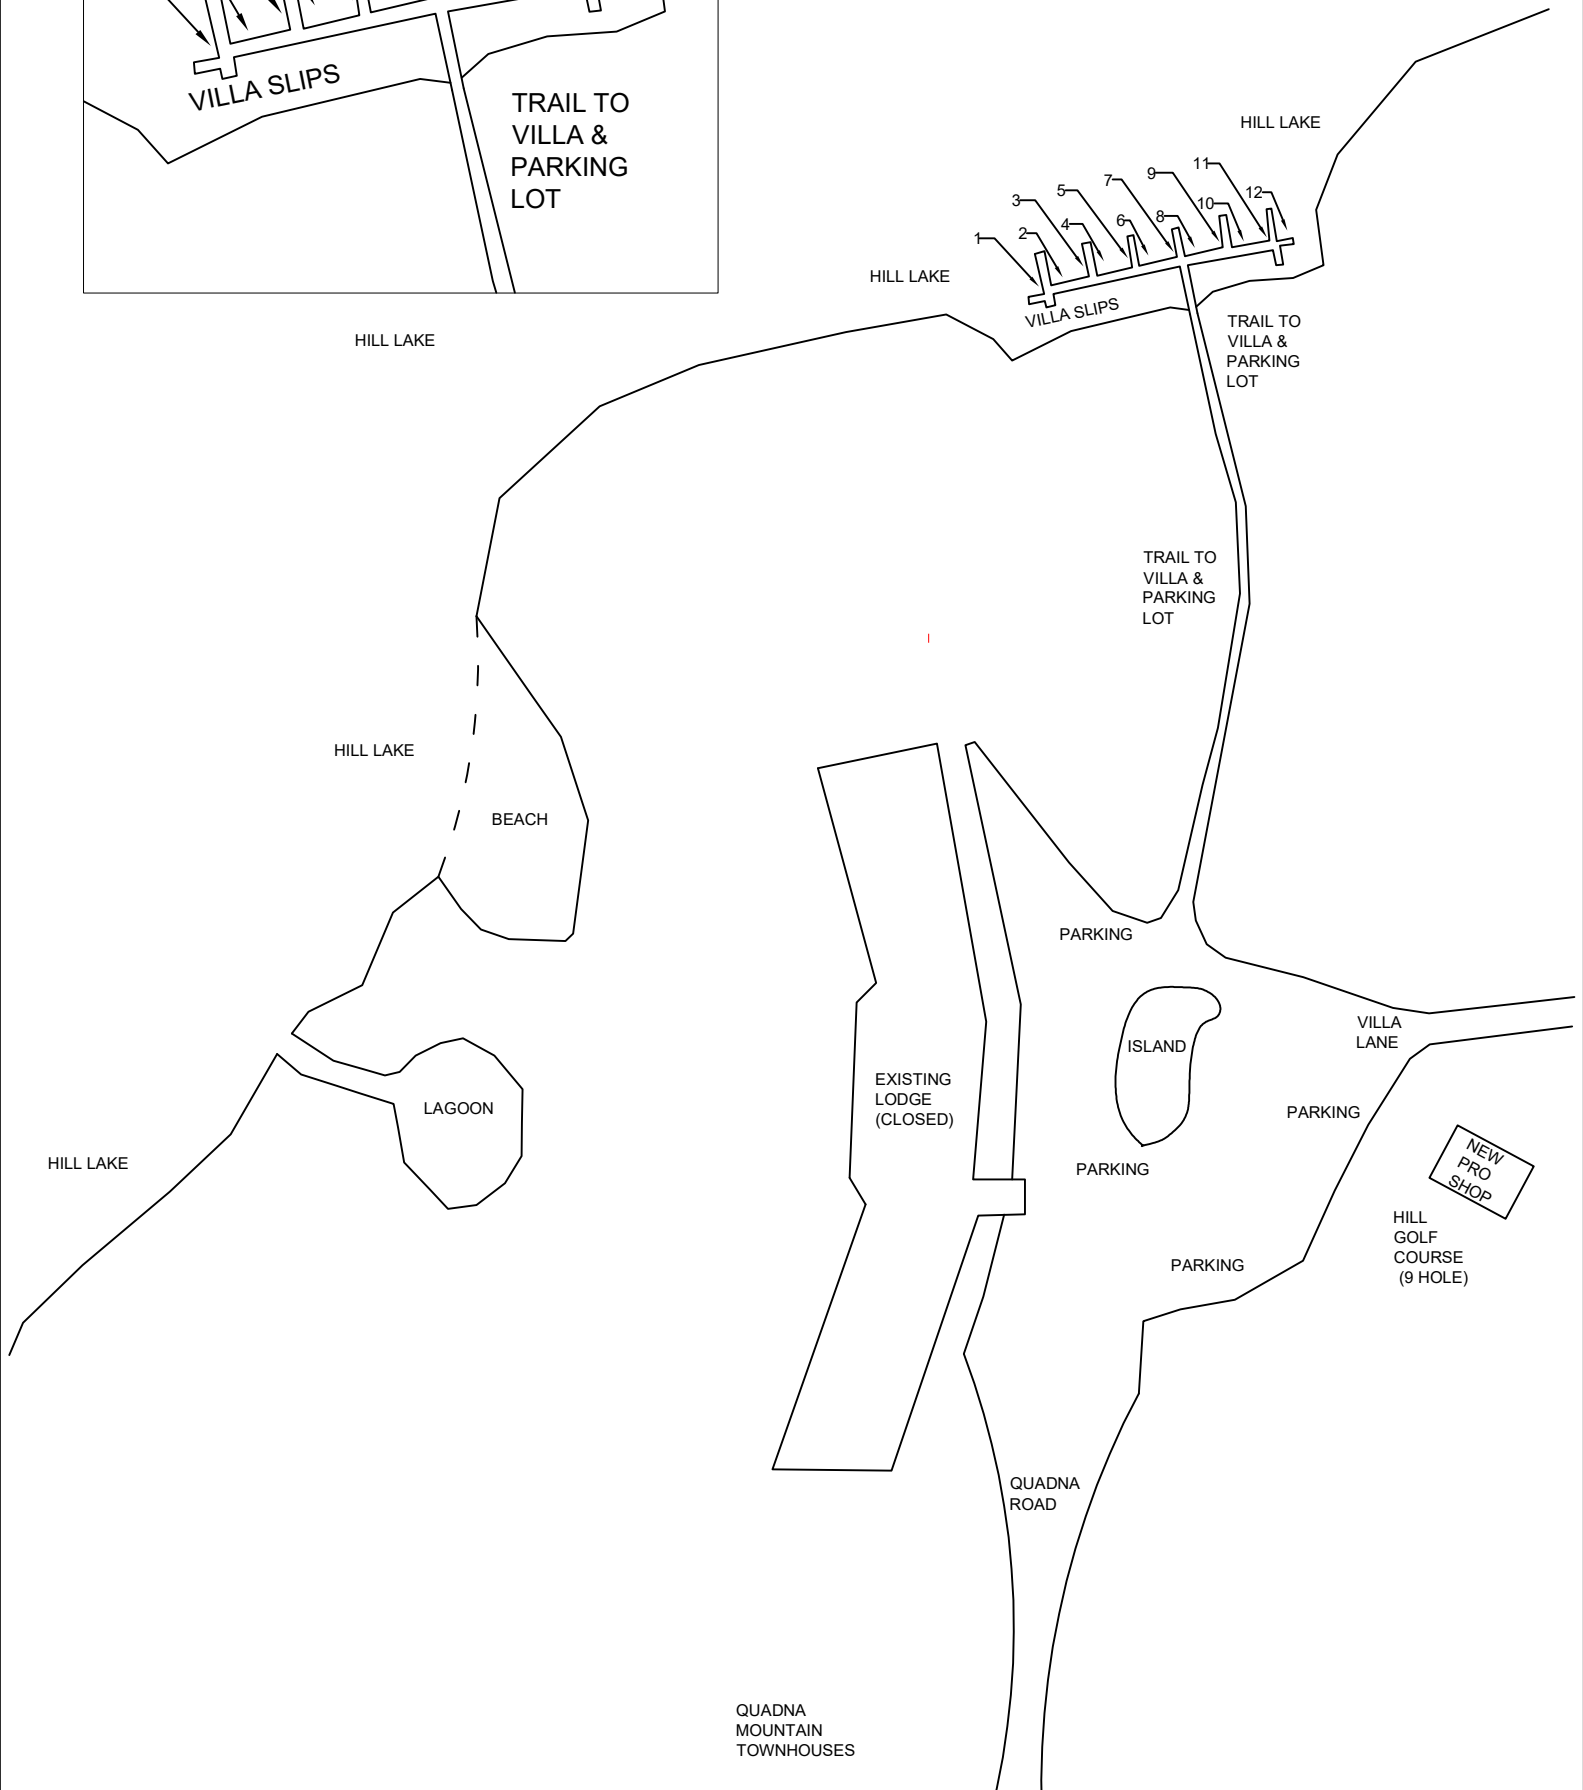 VILLA SLIPS
TRAIL TO
VILLA &
PARKING
LOT
HILL LAKE
11
9
7
5
3
12
10
8
6
4
2
1
HILL LAKE
VILLA SLIPS
TRAIL TO
VILLA &
PARKING
LOT
HILL LAKE
TRAIL TO
VILLA &
PARKING
LOT
HILL LAKE
BEACH
PARKING
VILLA
LANE
ISLAND
EXISTING
LODGE
(CLOSED)
LAGOON
PARKING
HILL LAKE
PARKING
NEW
PRO
SHOP
HILL
GOLF
COURSE
(9 HOLE)
PARKING
QUADNA
ROAD
QUADNA
MOUNTAIN
TOWNHOUSES